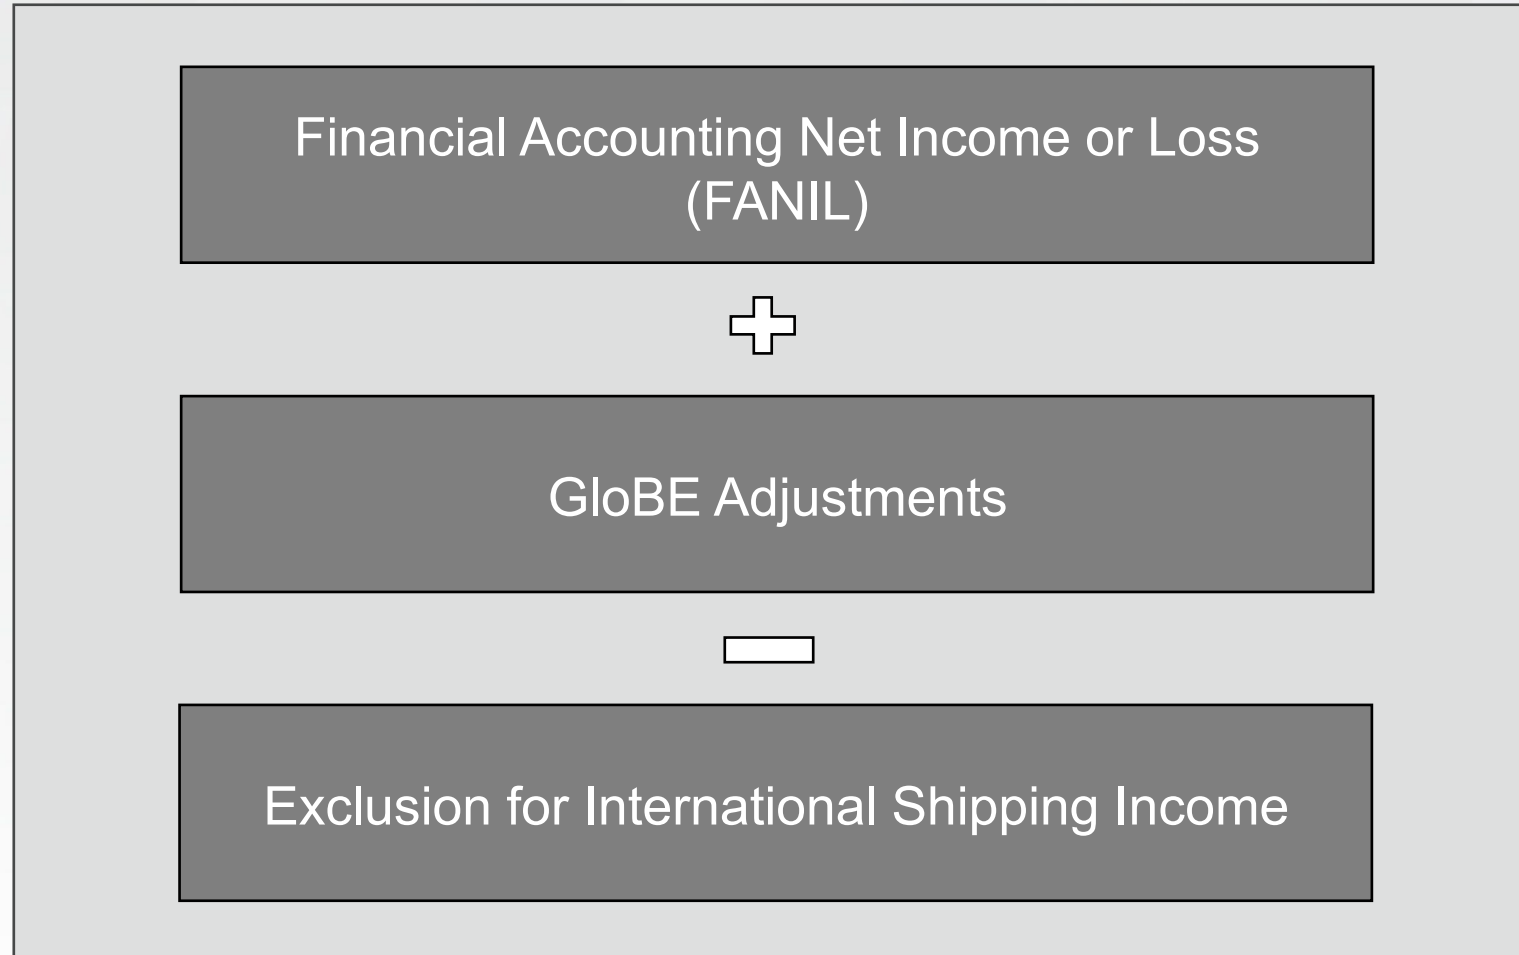 Financial Accounting Net Income or Loss
(FANIL)
GloBE Adjustments
Exclusion for International Shipping Income